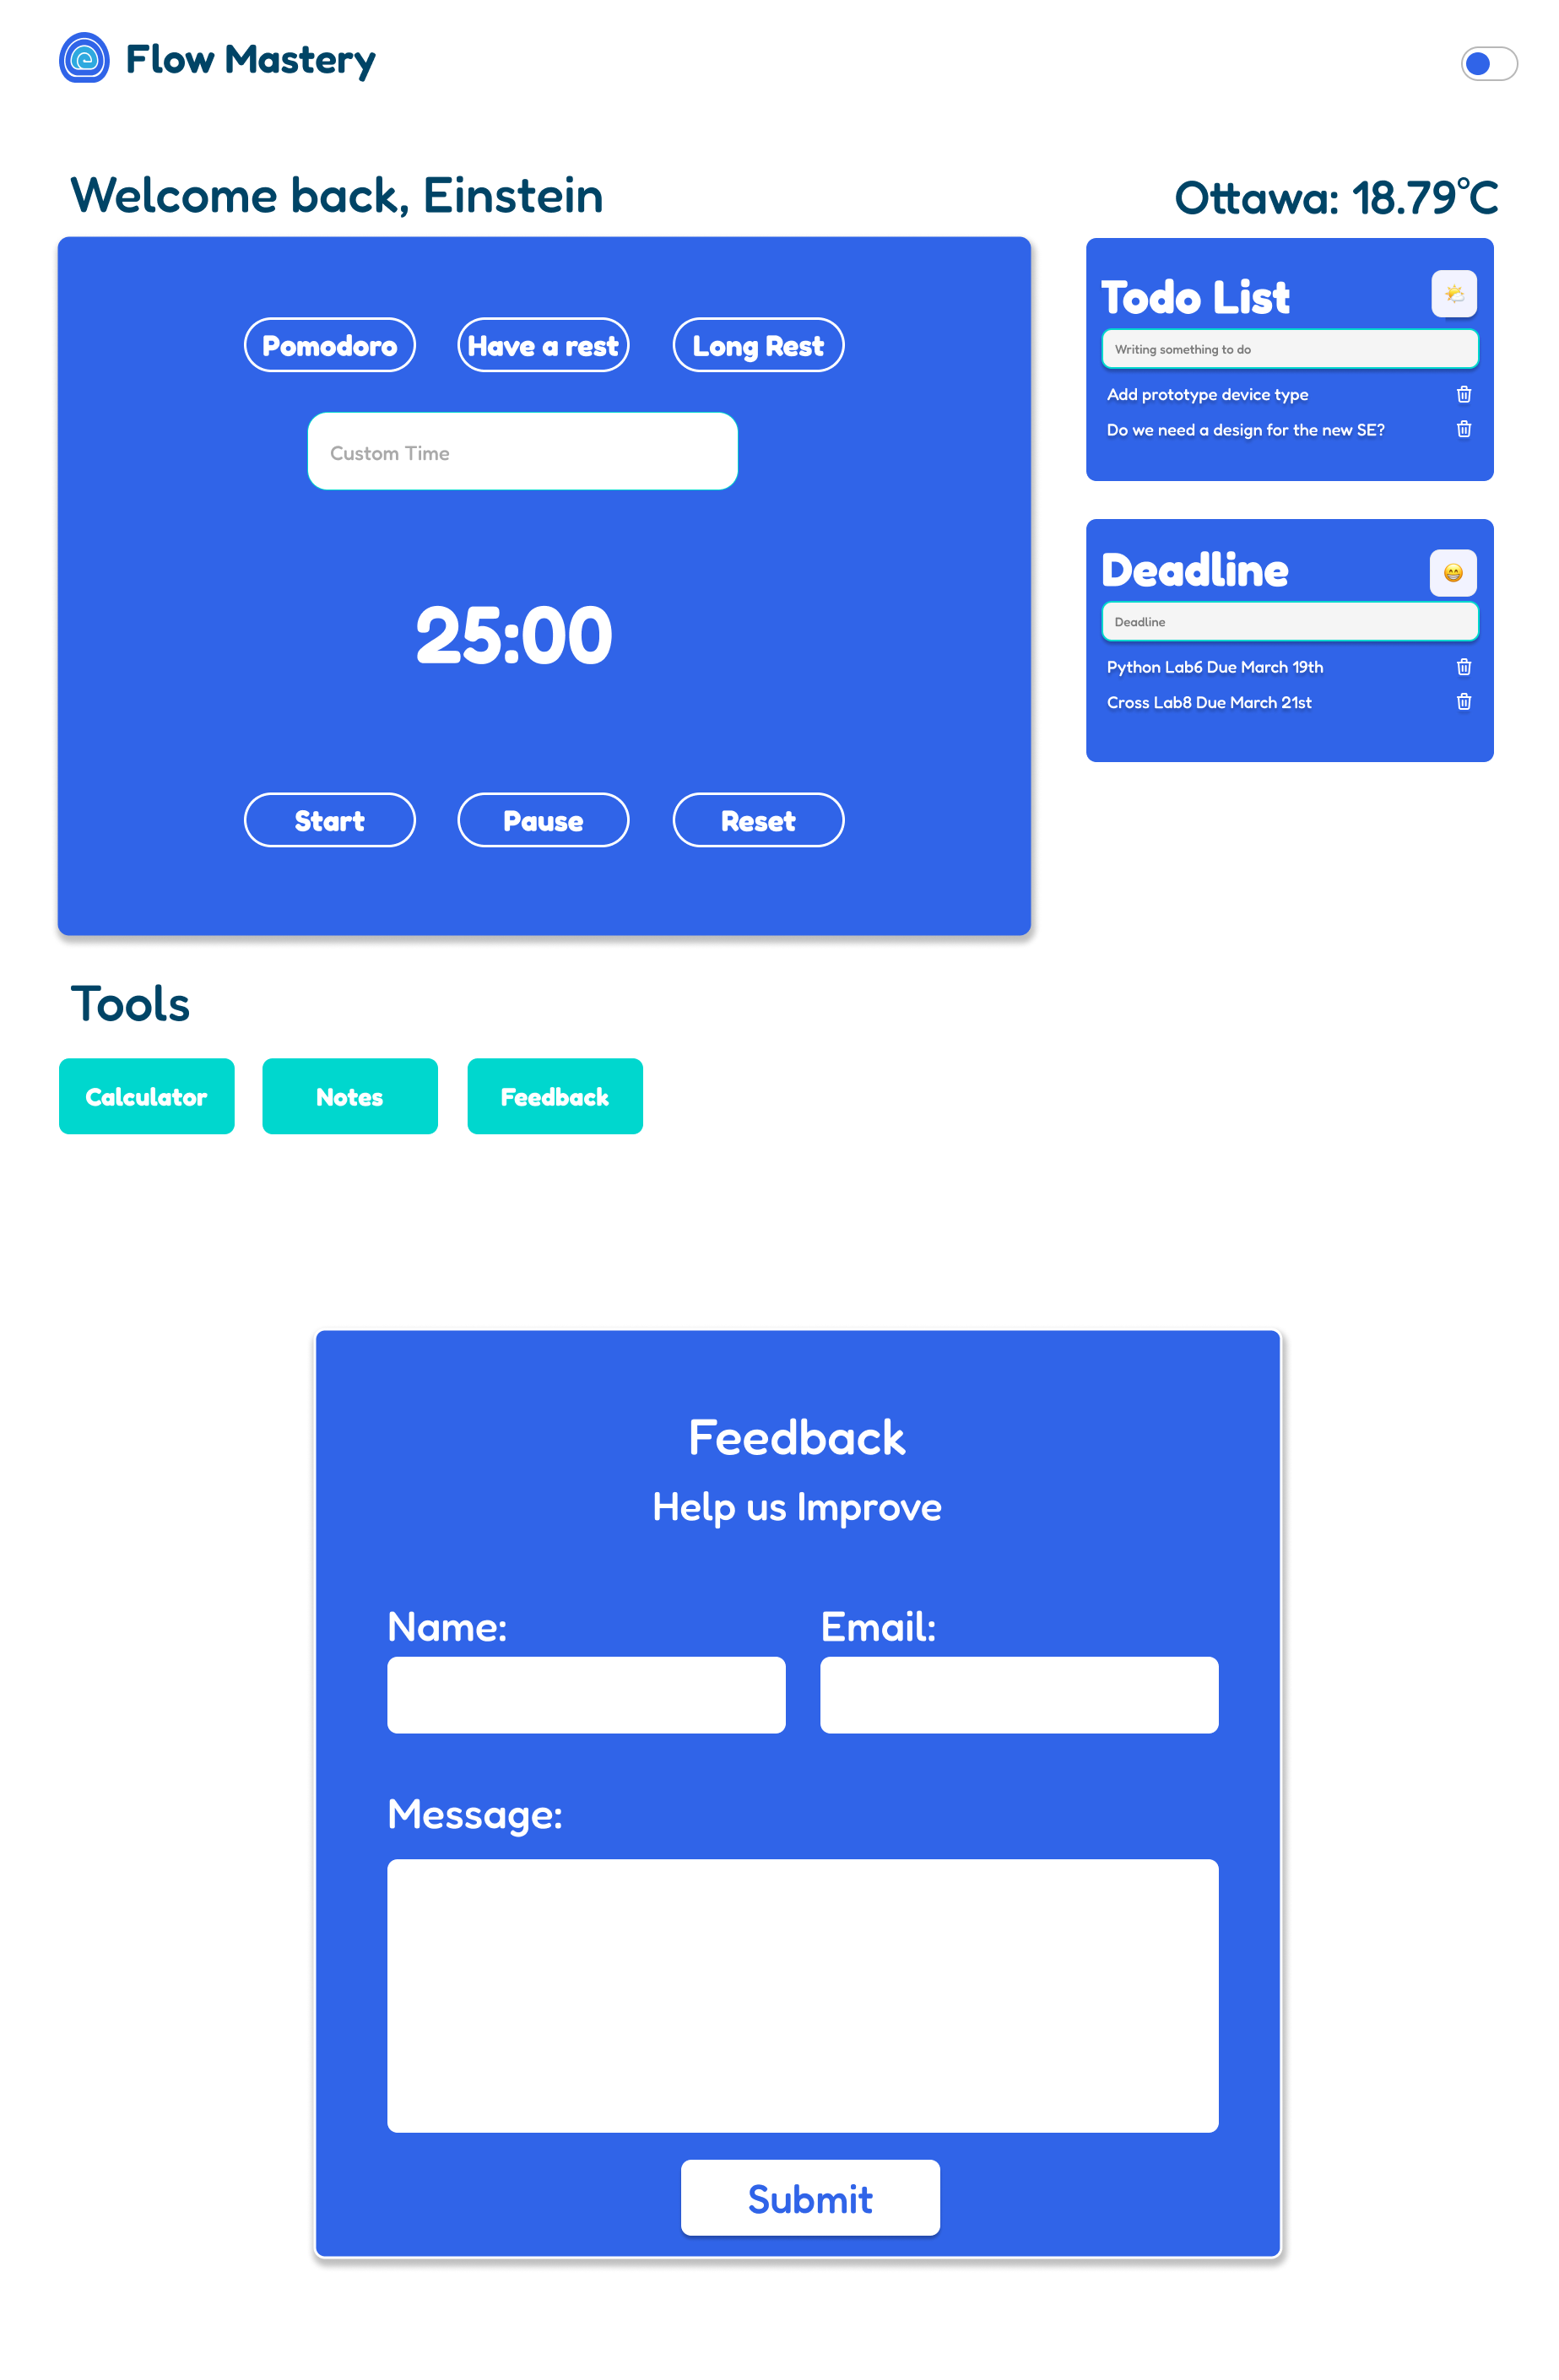 Flow Mastery
Welcome back, Einstein
Ottawa: 18.79°C
Pomodoro
Have a rest
Long Rest
Custom Time
25:00
Start
Pause
Reset
Todo List
Writing something to do
Add prototype device type
Do we need a design for the new SE?
Deadline
Deadline
Python Lab6 Due March 19th
Cross Lab8 Due March 21st
Tools
Calculator
Notes
Feedback
Feedback
Help us Improve
Name:
Email:
Message:
Submit